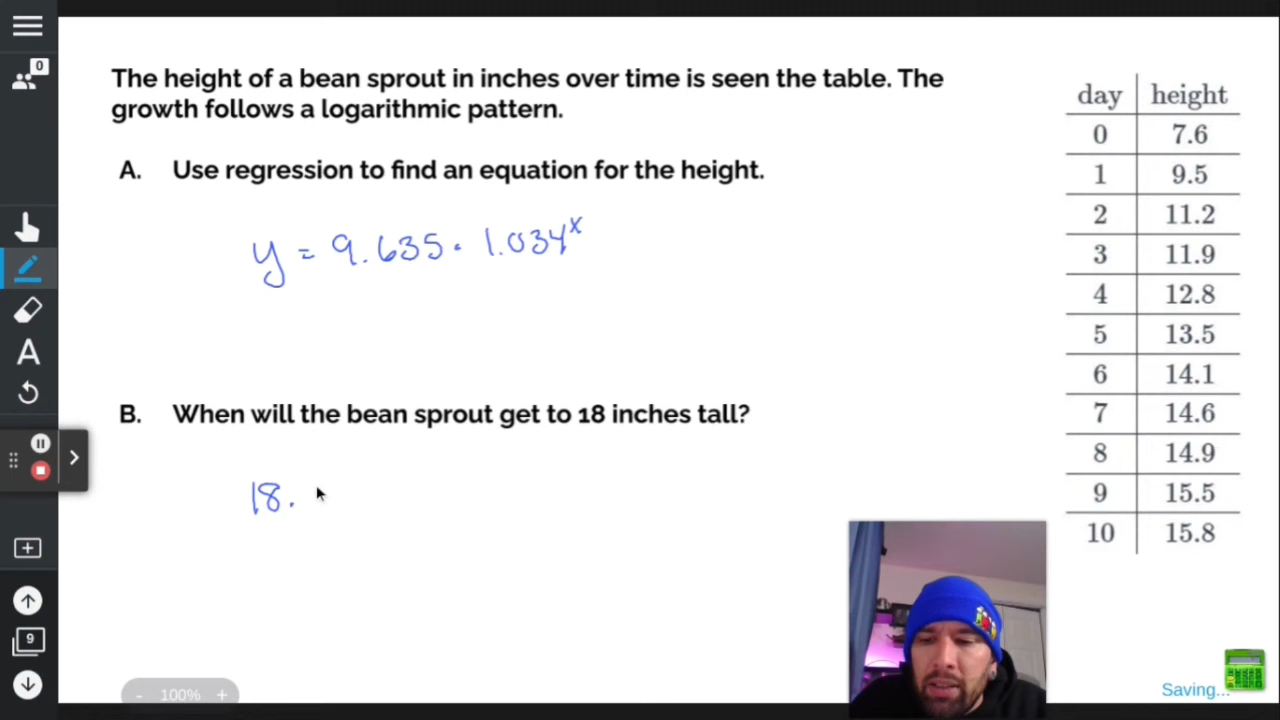 0
The height of a bean sprout in inches over time is seen the table. The
growth follows a logarithmic pattern.
A. Use regression to find an equation for the height.
y = 9.635 · 1.034^x
B. When will the bean sprout get to 18 inches tall?
18.
day height
0 7.6
1 9.5
2 11.2
3 11.9
4 12.8
5 13.5
6 14.1
7 14.6
8 14.9
9 15.5
10 15.8
A
9
- 100% +
Saving...